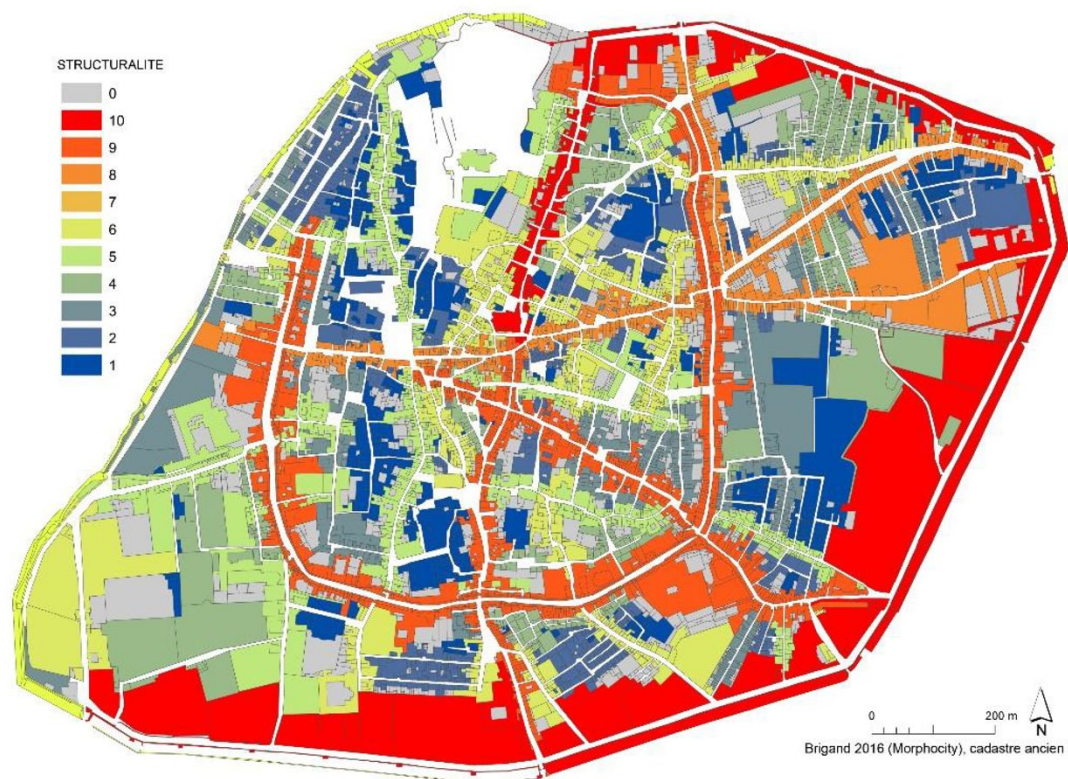 STRUCTURALITE
0
10
9
8
7
6
5
4
3
2
1
0 200 m
N
Brigand 2016 (Morphocity), cadastre ancien